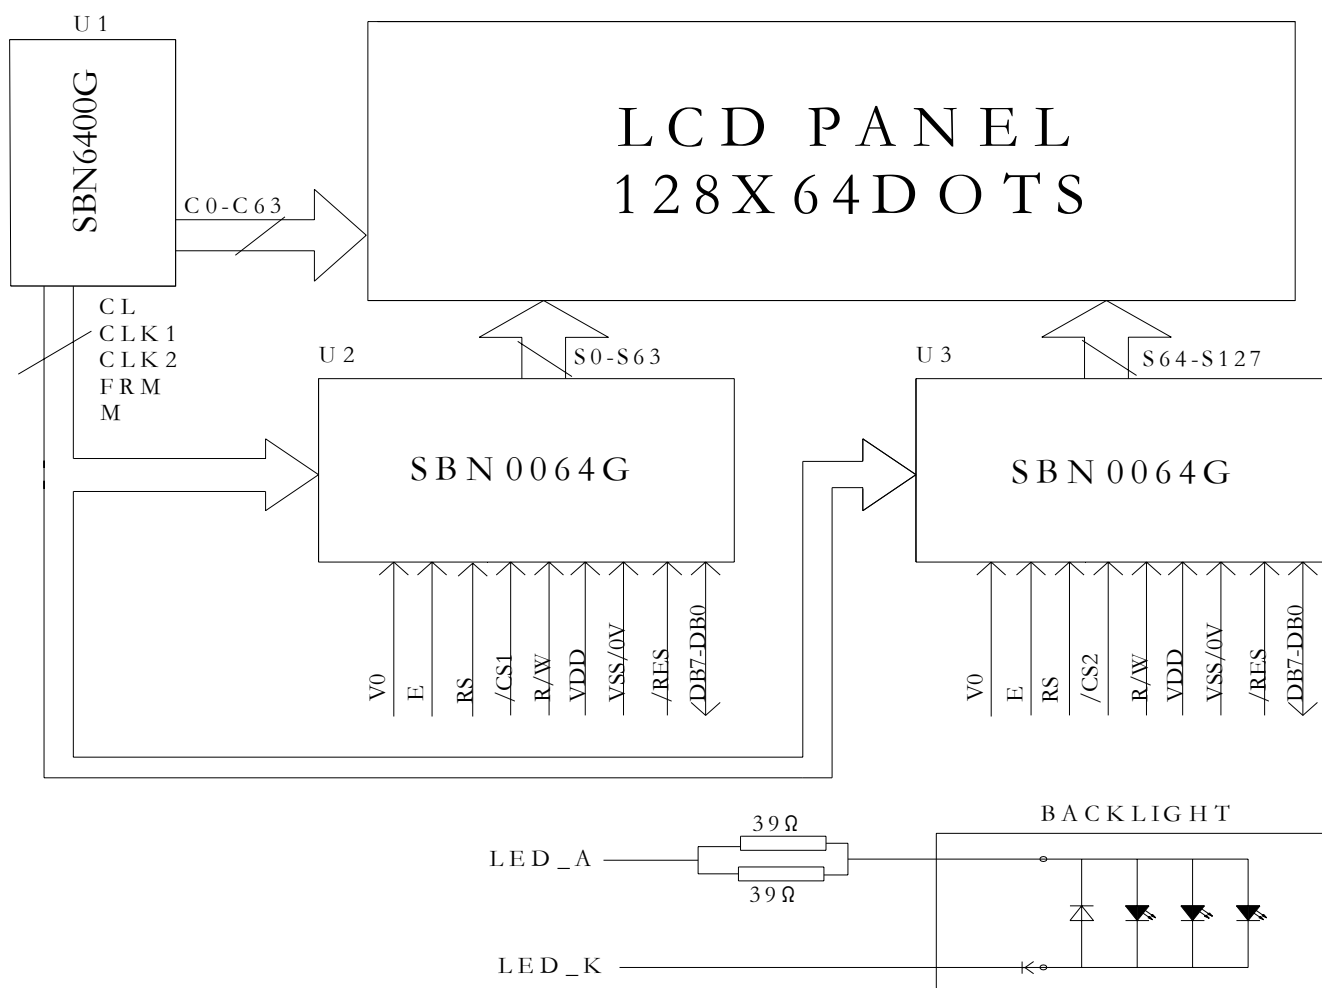 U1
SBN6400G
LCD PANEL
128X64DOTS
C0-C63
CL
CLK1
CLK2
FRM
M
U2
S0-S63
U3
S64-S127
SBN0064G
SBN0064G
V0
E
RS
/CS1
R/W
VDD
VSS/0V
/RES
DB7-DB0
V0
E
RS
/CS2
R/W
VDD
VSS/0V
/RES
DB7-DB0
BACKLIGHT
39Ω
LED_A
39Ω
LED_K